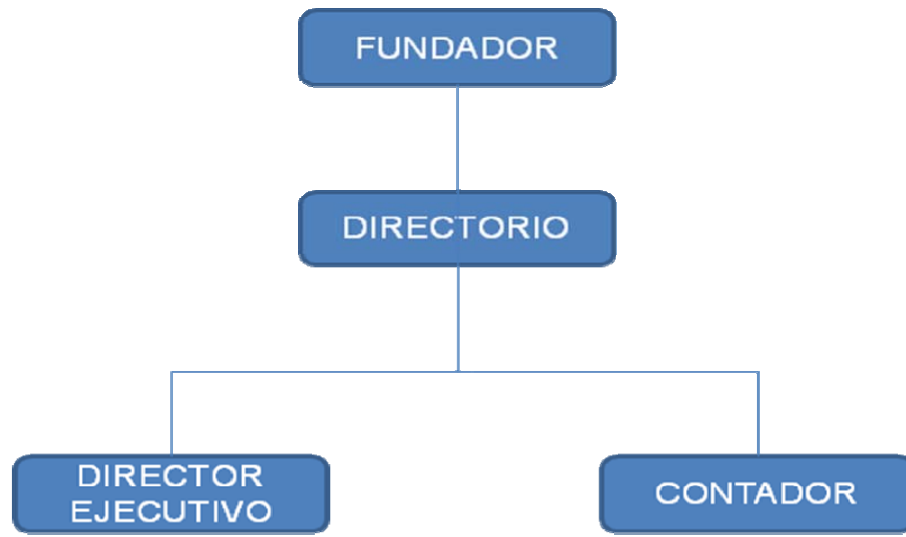 FUNDADOR
DIRECTORIO
DIRECTOR
EJECUTIVO
CONTADOR